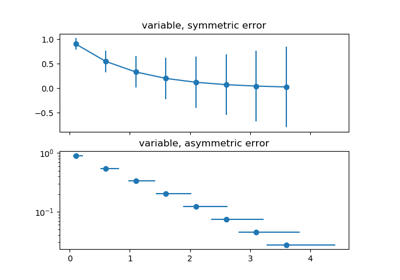 variable, symmetric error
1.0
0.5
0.0
−0.5
variable, asymmetric error
10⁰
10⁻¹
0 1 2 3 4